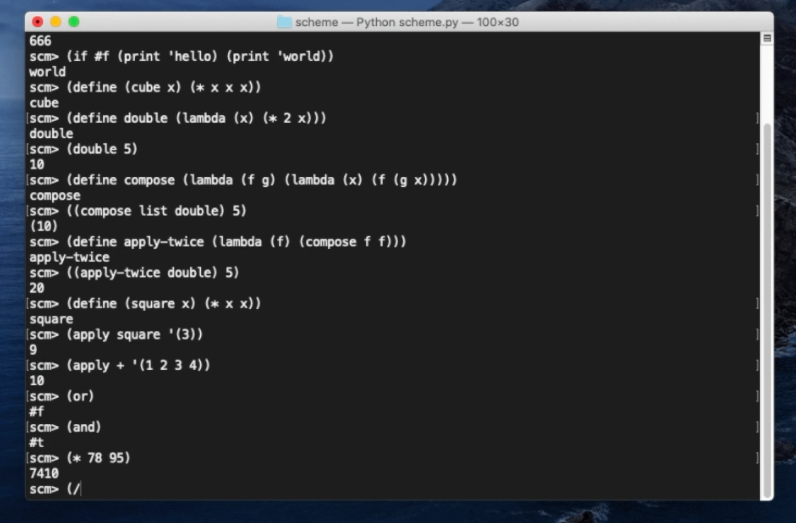 scheme — Python scheme.py — 100×30
666
scm> (if #f (print 'hello) (print 'world))
world
scm> (define (cube x) (* x x x))
cube
[scm> (define double (lambda (x) (* 2 x))) ]
double
[scm> (double 5) ]
10
[scm> (define compose (lambda (f g) (lambda (x) (f (g x))))) ]
compose
[scm> ((compose list double) 5) ]
(10)
scm> (define apply-twice (lambda (f) (compose f f)))
apply-twice
scm> ((apply-twice double) 5)
20
[scm> (define (square x) (* x x)) ]
square
[scm> (apply square '(3)) ]
9
[scm> (apply + '(1 2 3 4)) ]
10
[scm> (or) ]
#f
[scm> (and) ]
#t
[scm> (* 78 95) ]
7410
scm> (/